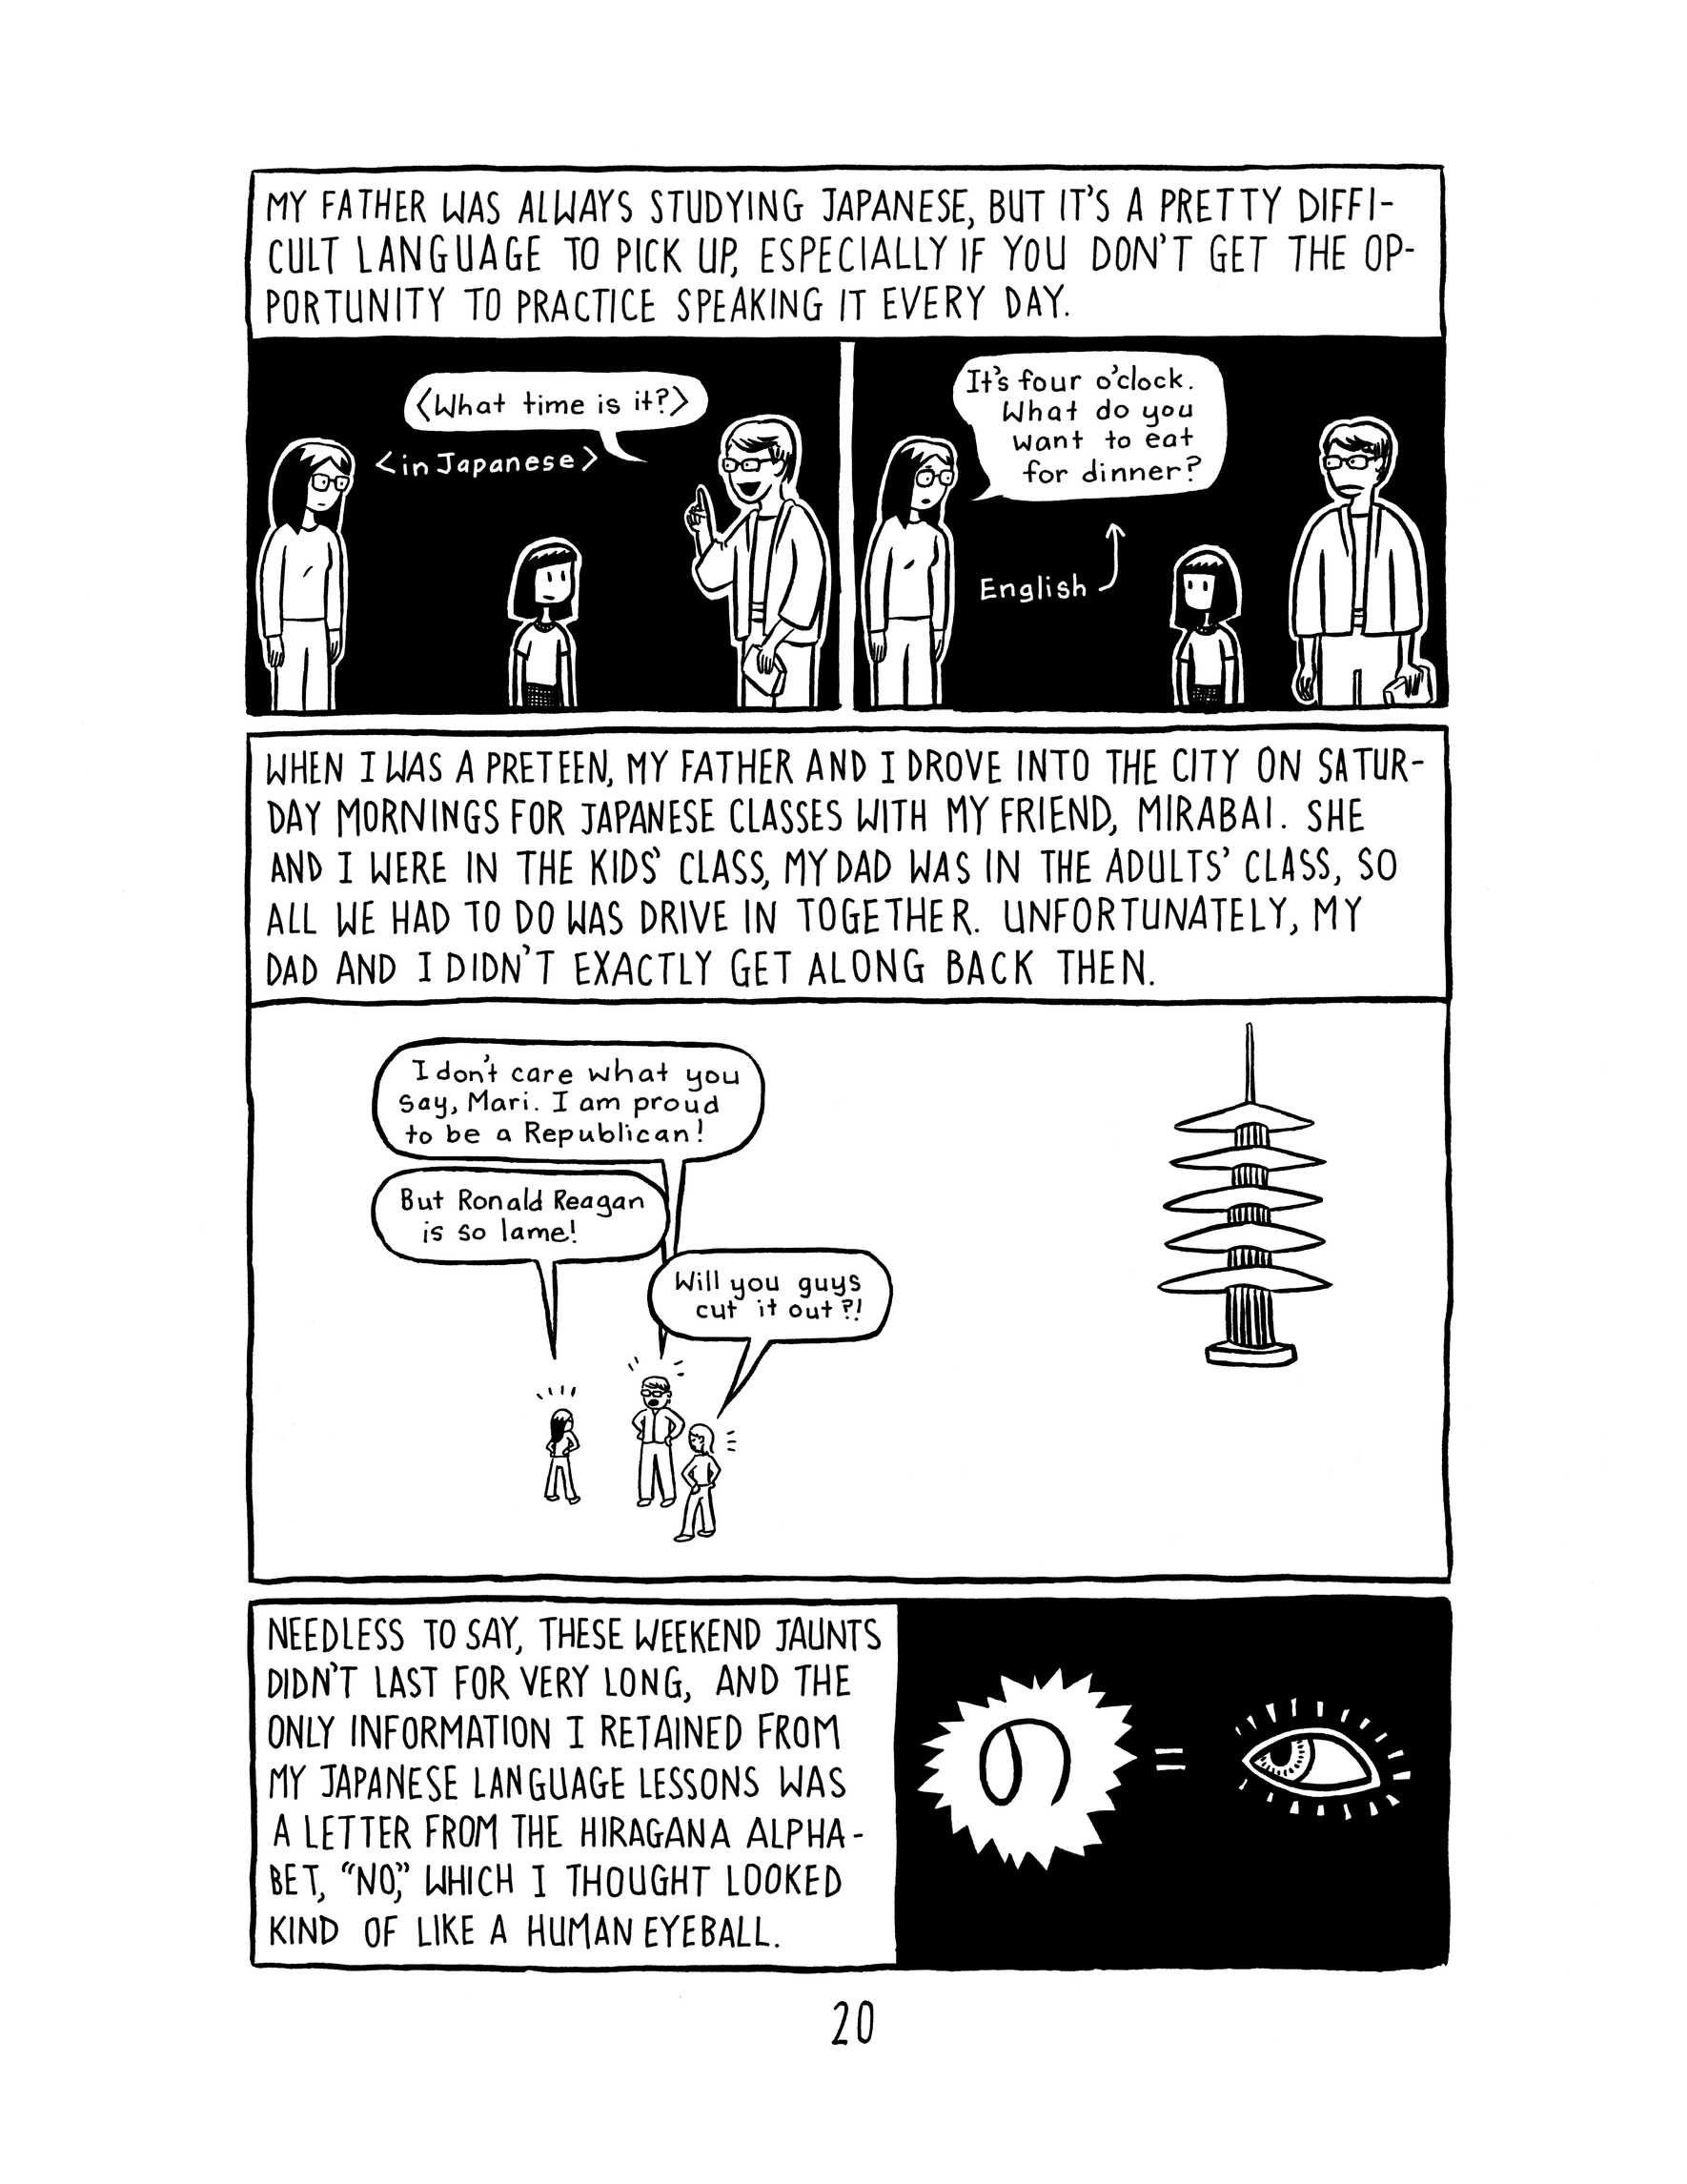 MY FATHER WAS ALWAYS STUDYING JAPANESE, BUT IT'S A PRETTY DIFFI-
CULT LANGUAGE TO PICK UP, ESPECIALLY IF YOU DON'T GET THE OP-
PORTUNITY TO PRACTICE SPEAKING IT EVERY DAY.
<What time is it?>
<in Japanese>
It's four o'clock.
What do you
want to eat
for dinner?
English
WHEN I WAS A PRETEEN, MY FATHER AND I DROVE INTO THE CITY ON SATUR-
DAY MORNINGS FOR JAPANESE CLASSES WITH MY FRIEND, MIRABAI. SHE
AND I WERE IN THE KIDS' CLASS, MY DAD WAS IN THE ADULTS' CLASS, SO
ALL WE HAD TO DO WAS DRIVE IN TOGETHER. UNFORTUNATELY, MY
DAD AND I DIDN'T EXACTLY GET ALONG BACK THEN.
I don't care what you
say, Mari. I am proud
to be a Republican!
But Ronald Reagan
is so lame!
Will you guys
cut it out?!
NEEDLESS TO SAY, THESE WEEKEND JAUNTS
DIDN'T LAST FOR VERY LONG, AND THE
ONLY INFORMATION I RETAINED FROM
MY JAPANESE LANGUAGE LESSONS WAS
A LETTER FROM THE HIRAGANA ALPHA-
BET, "NO," WHICH I THOUGHT LOOKED
KIND OF LIKE A HUMAN EYEBALL.
の =
20